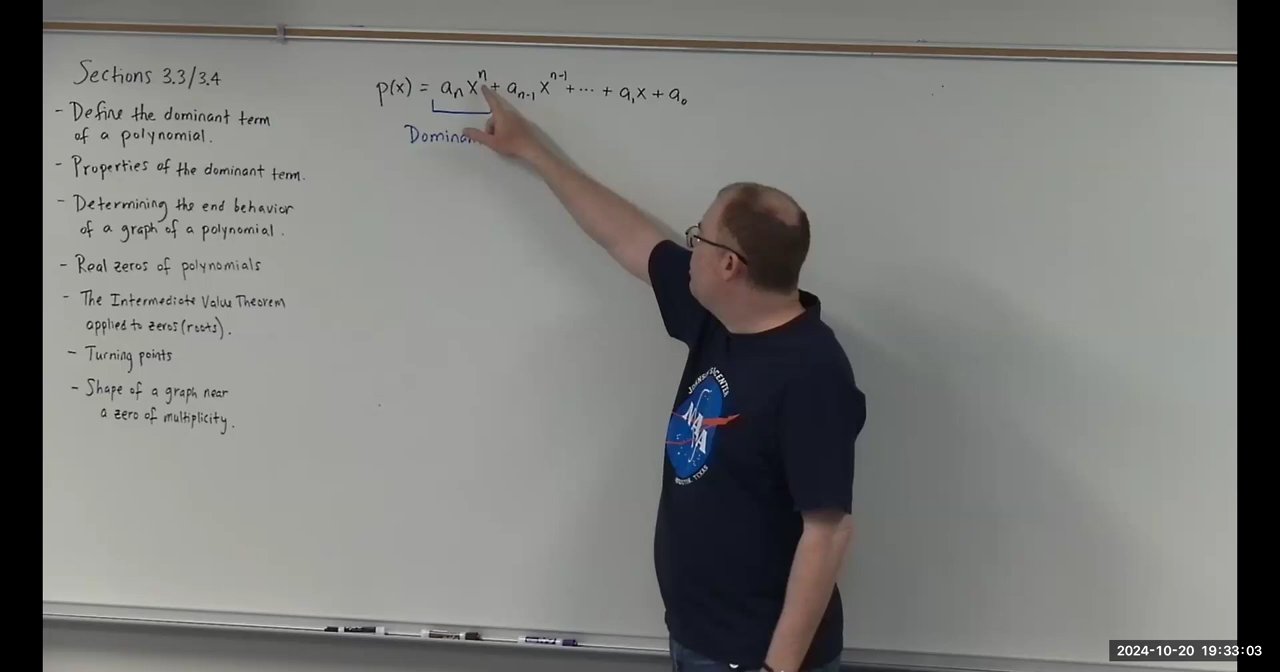 Sections 3.3/3.4
- Define the dominant term
of a polynomial.
- Properties of the dominant term.
- Determining the end behavior
of a graph of a polynomial.
- Real zeros of polynomials
- The Intermediate Value Theorem
applied to zeros (roots).
- Turning points
- Shape of a graph near
a zero of multiplicity.
p(x) = aₙxⁿ + aₙ₋₁xⁿ⁻¹ + ⋯ + a₁x + a₀
Dominan
NASA
2024-10-20 19:33:03